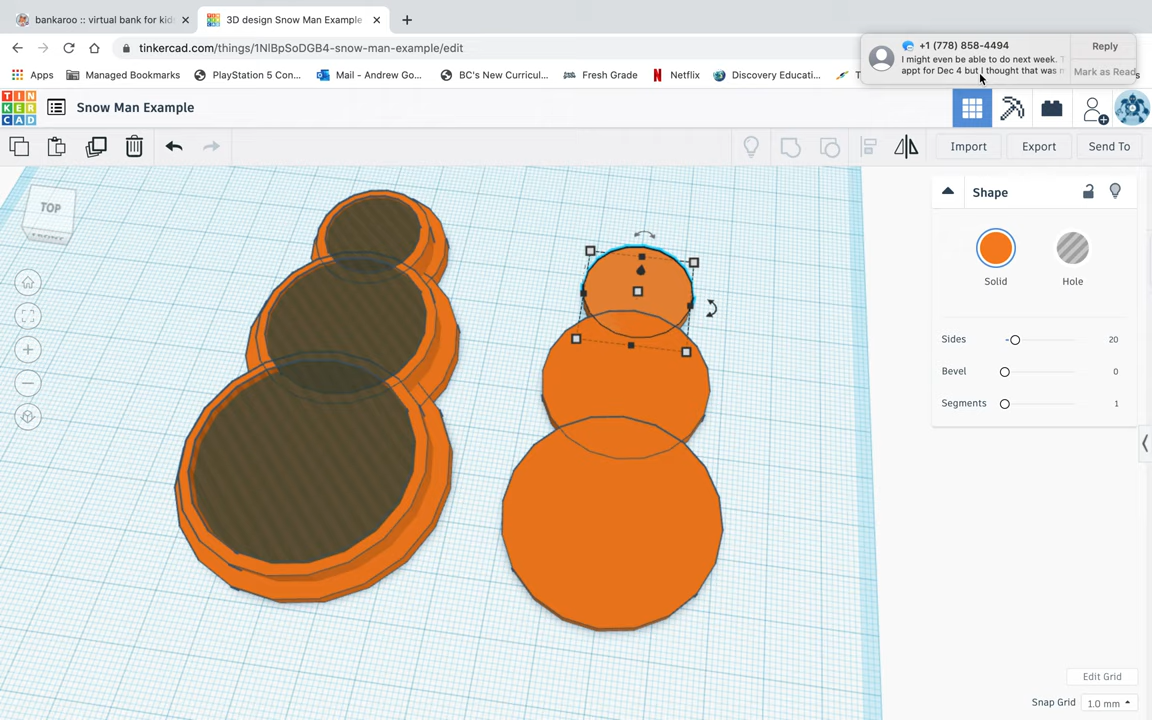 bankaroo :: virtual bank for kid
3D design Snow Man Example
tinkercad.com/things/1NlBpSoDGB4-snow-man-example/edit
+1 (778) 858-4494
I might even be able to do next week.
appt for Dec 4 but I thought that was
Reply
Mark as Read
Apps
Managed Bookmarks
PlayStation 5 Con...
Mail - Andrew Go...
BC's New Curricul...
Fresh Grade
Netflix
Discovery Educati...
TIN
KER
CAD
Snow Man Example
Import
Export
Send To
TOP
FRONT
Shape
Solid
Hole
Sides
20
Bevel
0
Segments
1
Edit Grid
Snap Grid
1.0 mm